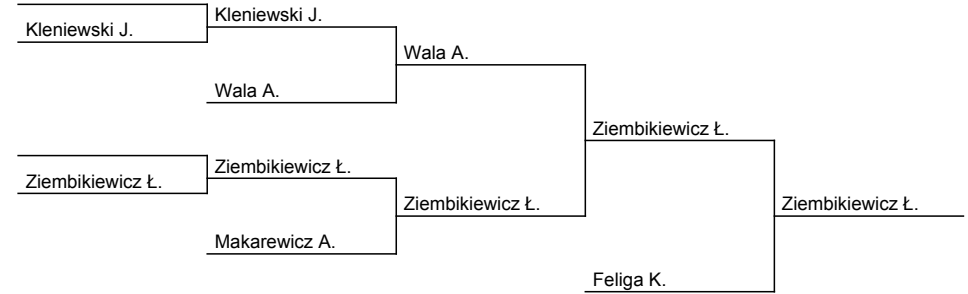 Kleniewski J.
Kleniewski J.
Wala A.
Wala A.
Ziembikiewicz Ł.
Ziembikiewicz Ł.
Ziembikiewicz Ł.
Ziembikiewicz Ł.
Ziembikiewicz Ł.
Makarewicz A.
Feliga K.